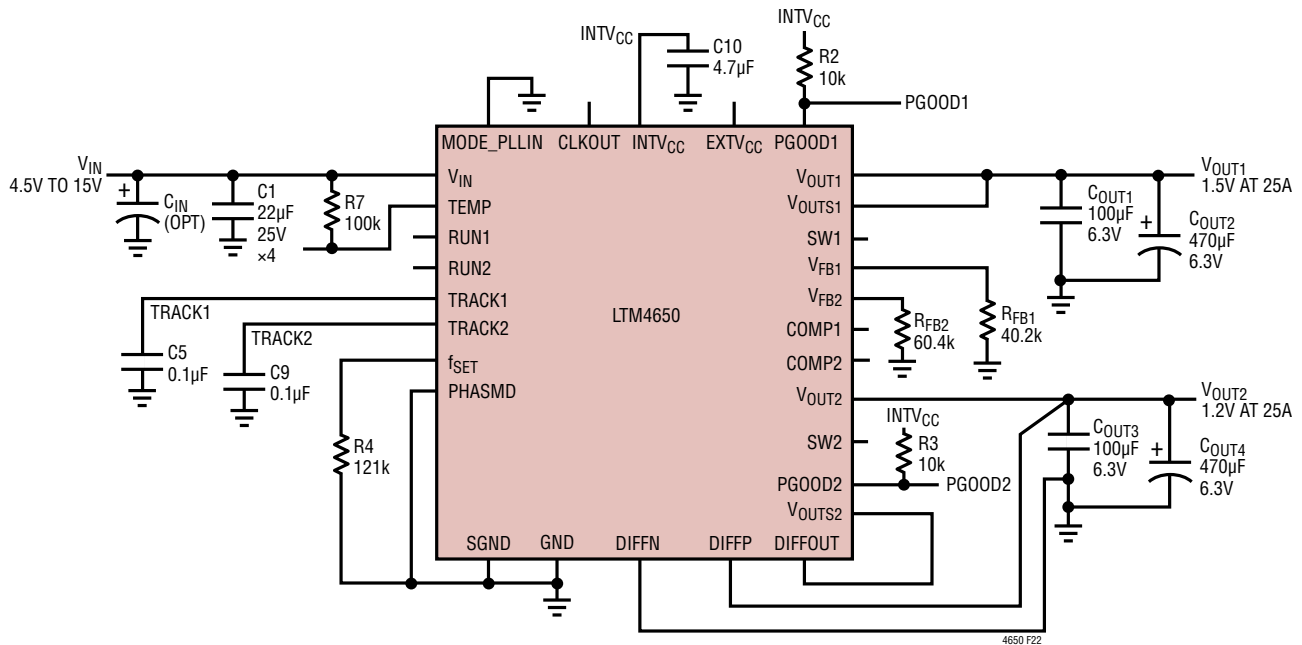 INTVCC
INTVCC
C10
4.7µF
R2
10k
PGOOD1
MODE_PLLIN
CLKOUT
INTVCC
EXTVCC
PGOOD1
VIN
4.5V TO 15V
+
CIN
(OPT)
C1
22µF
25V
×4
R7
100k
VIN
TEMP
RUN1
RUN2
TRACK1
TRACK2
fSET
PHASMD
TRACK1
C5
0.1µF
TRACK2
C9
0.1µF
R4
121k
LTM4650
VOUT1
VOUTS1
SW1
VFB1
VFB2
COMP1
COMP2
VOUT2
SW2
PGOOD2
VOUTS2
SGND
GND
DIFFN
DIFFP
DIFFOUT
VOUT1
1.5V AT 25A
COUT1
100µF
6.3V
+
COUT2
470µF
6.3V
RFB2
60.4k
RFB1
40.2k
VOUT2
1.2V AT 25A
INTVCC
R3
10k
PGOOD2
COUT3
100µF
6.3V
+
COUT4
470µF
6.3V
4650 F22